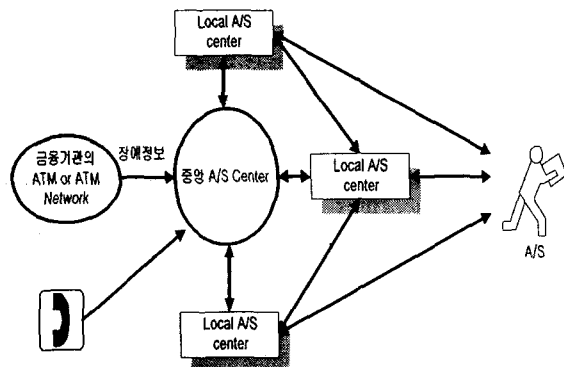 Local A/S
center
장애정보
금융기관의
ATM or ATM
Network
중앙 A/S Center
Local A/S
center
A/S
Local A/S
center